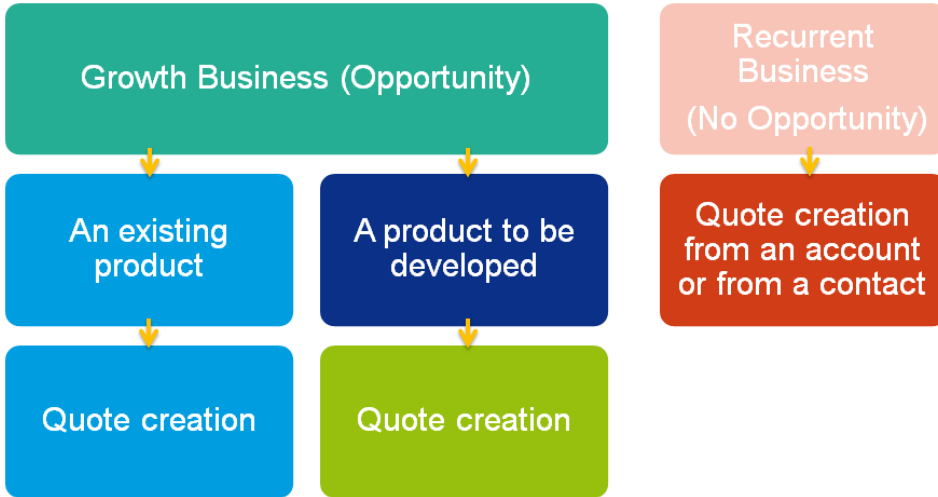 Growth Business (Opportunity)
Recurrent
Business
(No Opportunity)
An existing
product
A product to be
developed
Quote creation
from an account
or from a contact
Quote creation
Quote creation